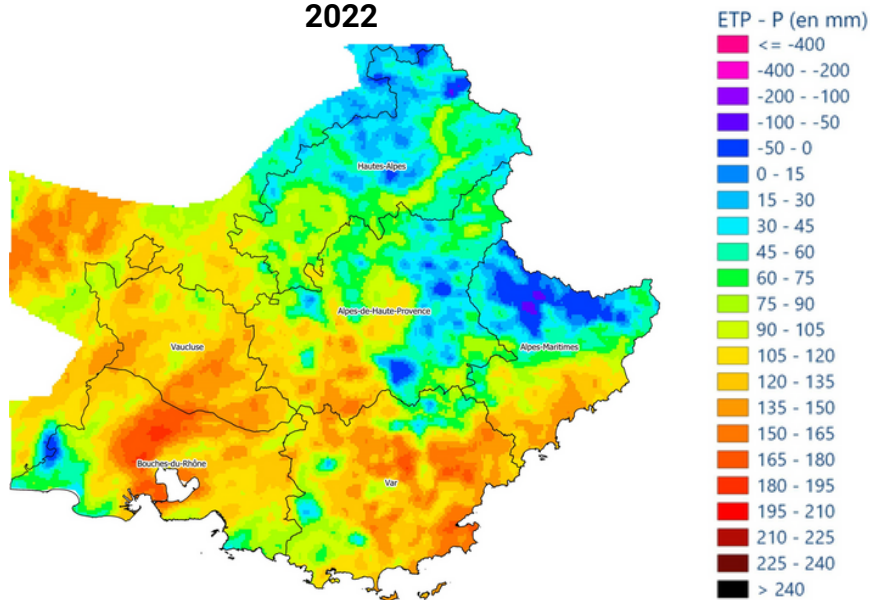 2022
ETP - P (en mm)
<= -400
-400 - -200
-200 - -100
-100 - -50
-50 - 0
0 - 15
15 - 30
30 - 45
45 - 60
60 - 75
75 - 90
90 - 105
105 - 120
120 - 135
135 - 150
150 - 165
165 - 180
180 - 195
195 - 210
210 - 225
225 - 240
> 240
Hautes-Alpes
Alpes-de-Haute-Provence
Vaucluse
Alpes-Maritimes
Bouches-du-Rhône
Var